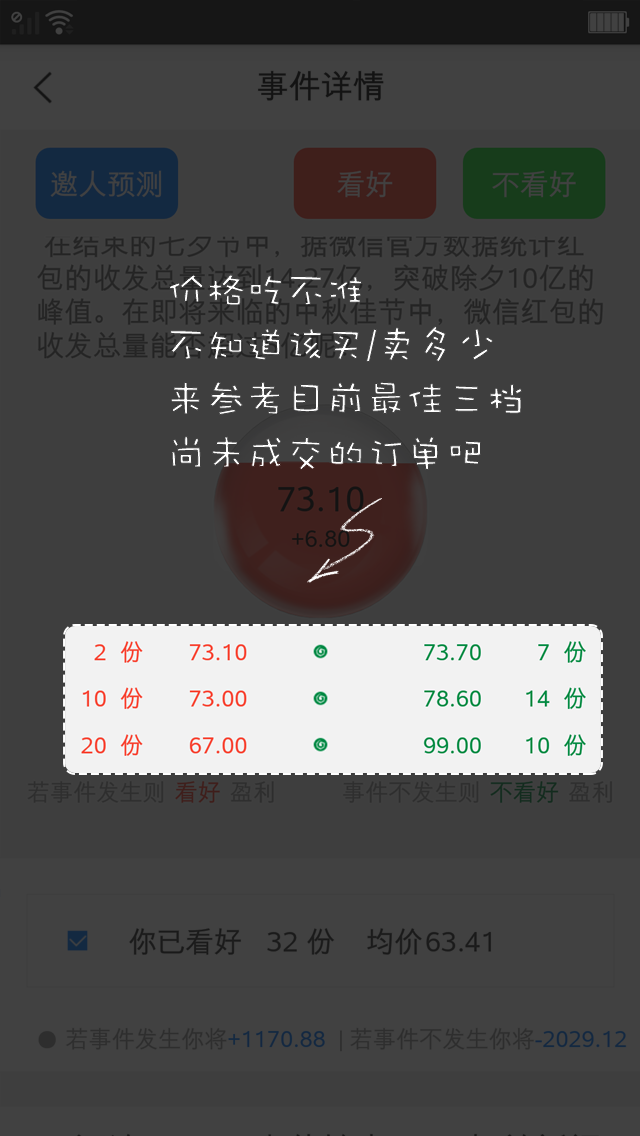 事件详情
邀人预测 看好 不看好
在结束的七夕节中，据微信官方数据统计红
包的收发总量达到14.27亿，突破除夕10亿的
价格吃不准
峰值。在即将来临的中秋佳节中，微信红包的
不知道该买/卖多少
收发总量能
来参考目前最佳三档
尚未成交的订单吧
73.10
+6.80
2 份 73.10 73.70 7 份
10 份 73.00 78.60 14 份
20 份 67.00 99.00 10 份
若事件发生则 看好 盈利 事件不发生则 不看好 盈利
你已看好 32 份 均价63.41
若事件发生你将+1170.88 | 若事件不发生你将-2029.12